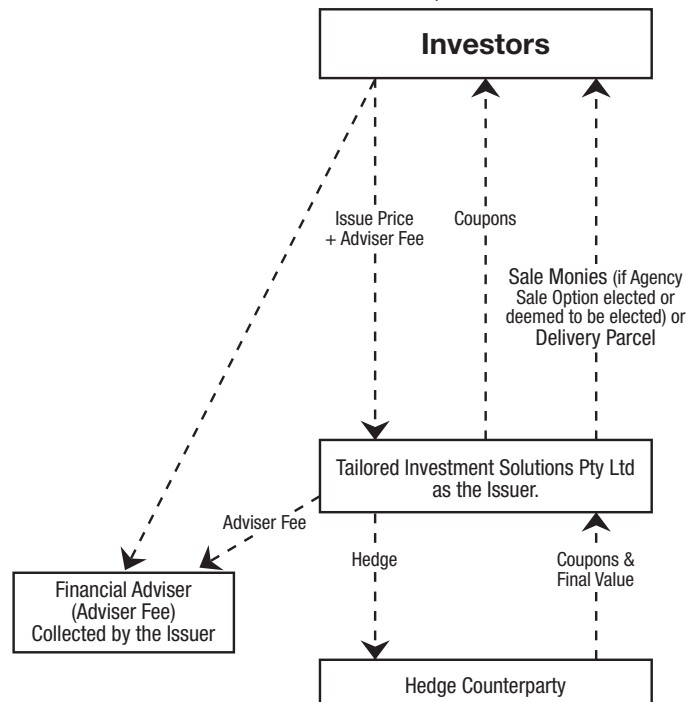 Investors
Issue Price
+ Adviser Fee
Coupons
Sale Monies (if Agency
Sale Option elected or
deemed to be elected) or
Delivery Parcel
Tailored Investment Solutions Pty Ltd
as the Issuer.
Adviser Fee
Hedge
Coupons &
Final Value
Financial Adviser
(Adviser Fee)
Collected by the Issuer
Hedge Counterparty